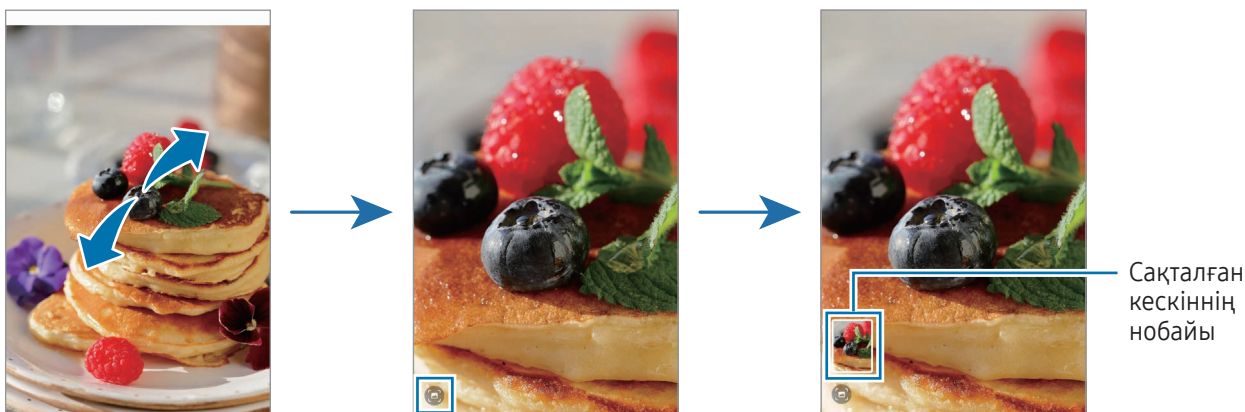 Сақталған
кескіннің
нобайы